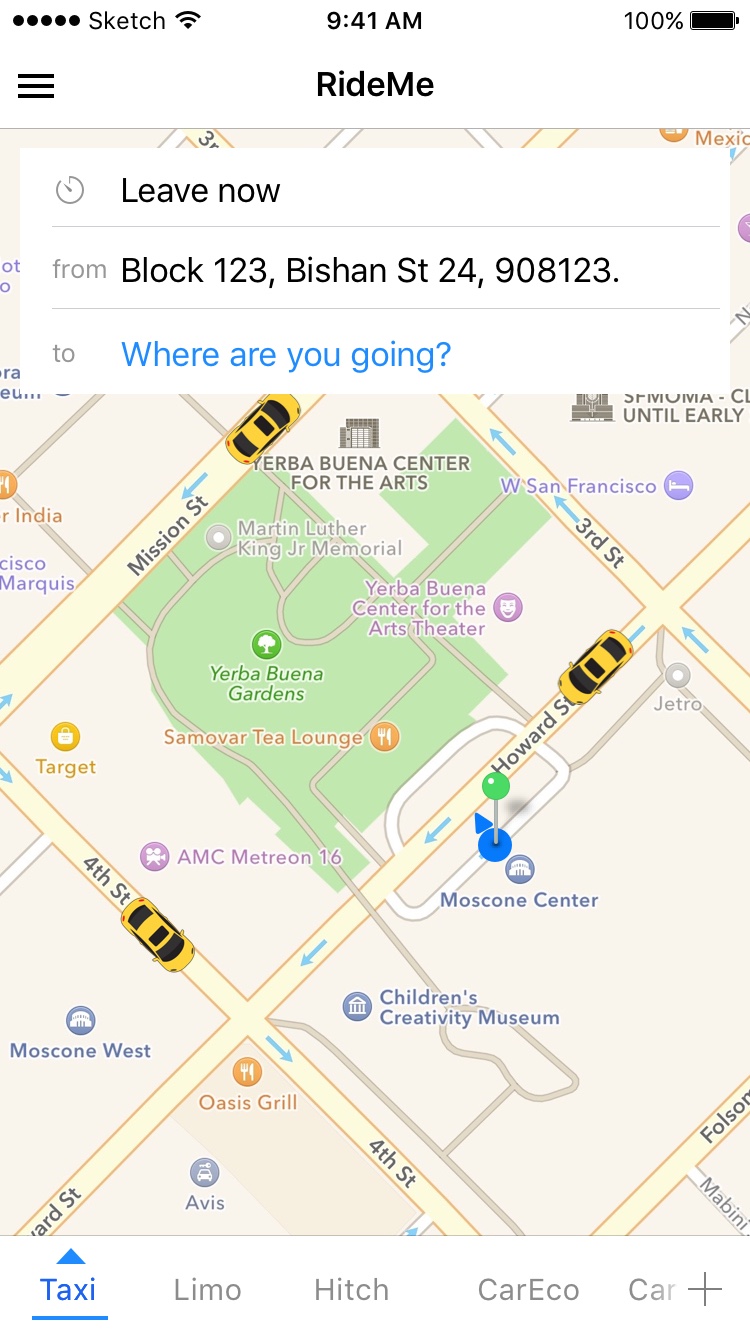 Sketch
9:41 AM
100%
RideMe
3r
Mexic
Leave now
from Block 123, Bishan St 24, 908123.
to Where are you going?
SFMOMA - CL
UNTIL EARLY
YERBA BUENA CENTER
FOR THE ARTS
W San Francisco
r India
Mission St
Martin Luther
King Jr Memorial
3rd St
cisco
Marquis
Yerba Buena
Center for the
Arts Theater
Yerba Buena
Gardens
Jetro
Samovar Tea Lounge
Howard St
Target
AMC Metreon 16
4th St
Moscone Center
Children's
Creativity Museum
Moscone West
Oasis Grill
Folsom
4th St
Avis
Mabini
vard St
Taxi
Limo
Hitch
CarEco
Car